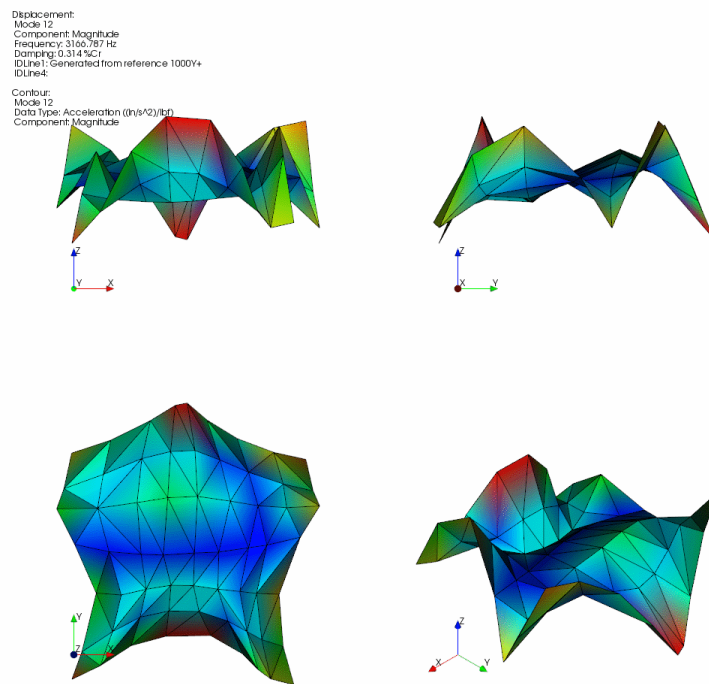 Displacement:
Mode 12
Component: Magnitude
Frequency: 3166.787 Hz
Damping: 0.314 %Cr
IDLine1: Generated from reference 1000Y+
IDLine4:
Contour:
Mode 12
Data Type: Acceleration ((in/s^2)/lbf)
Component: Magnitude
Z
Y
X
Z
X
Y
Y
Z
X
Z
X
Y